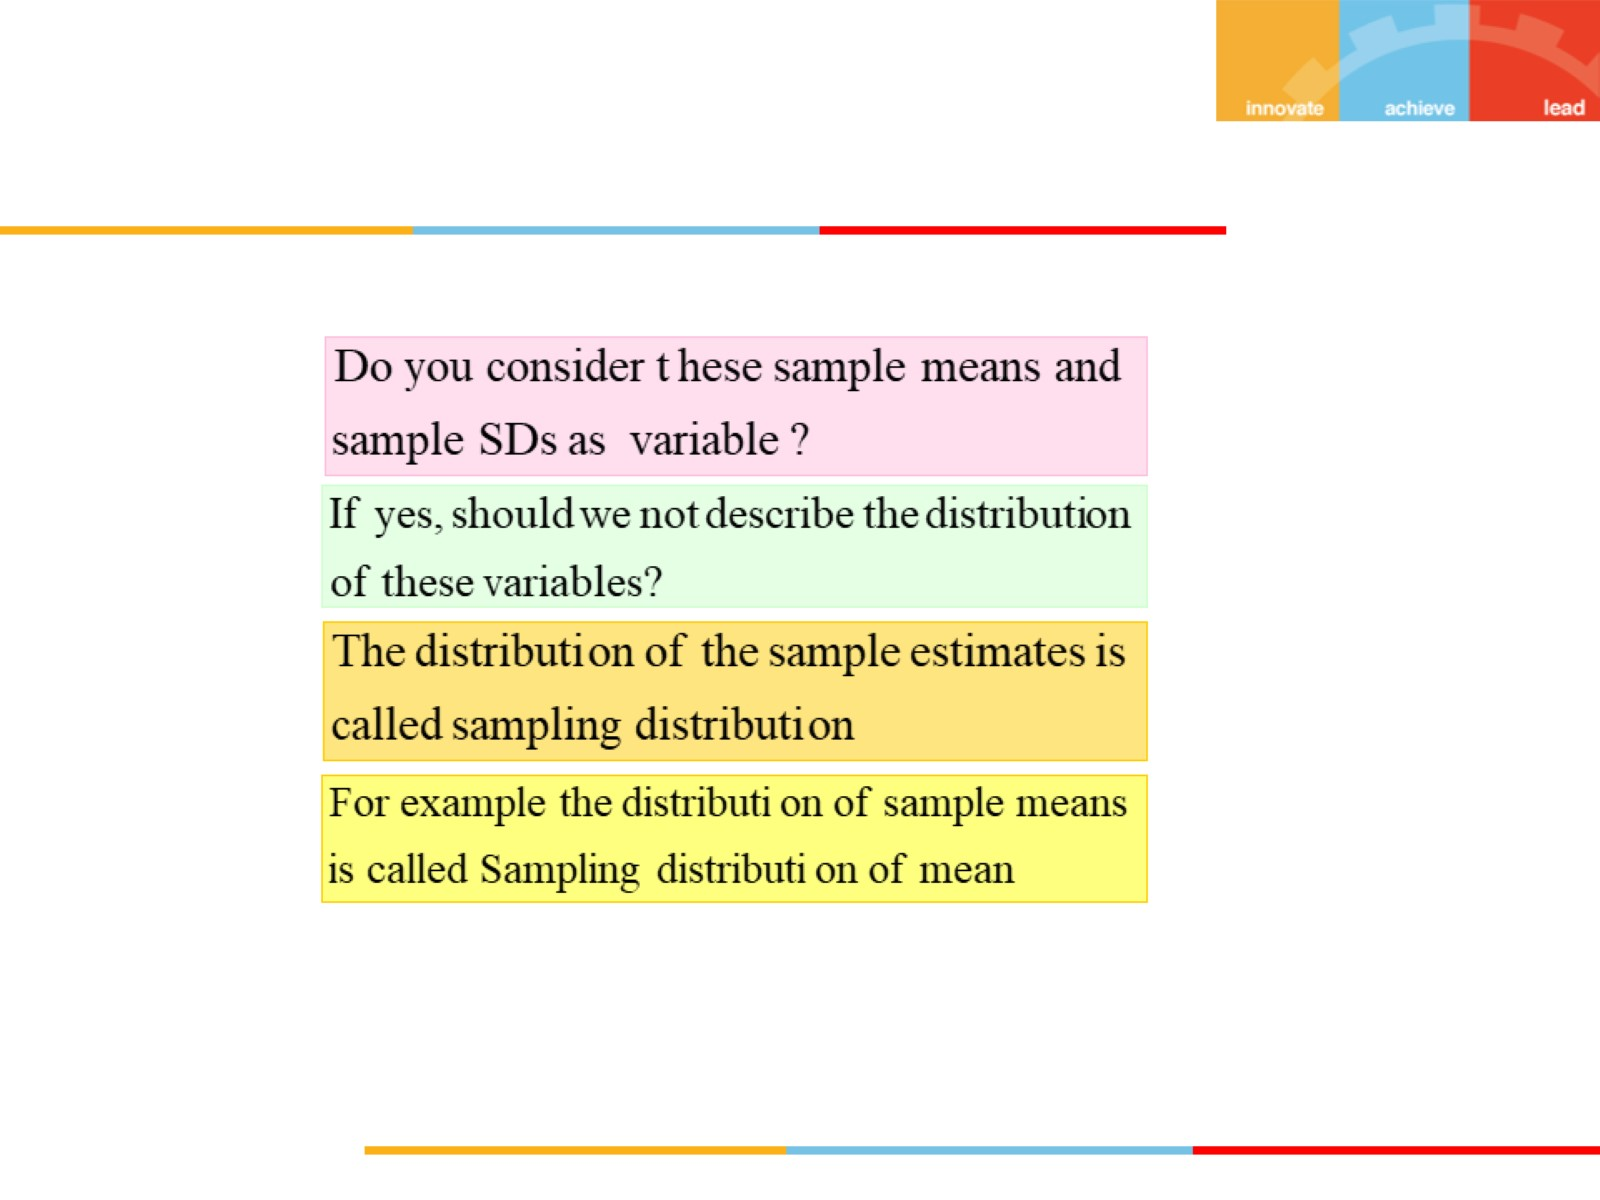 innovate achieve lead
Do you consider t hese sample means and
sample SDs as variable ?
If yes, should we not describe the distribution
of these variables?
The distribution of the sample estimates is
called sampling distribution
For example the distributi on of sample means
is called Sampling distributi on of mean